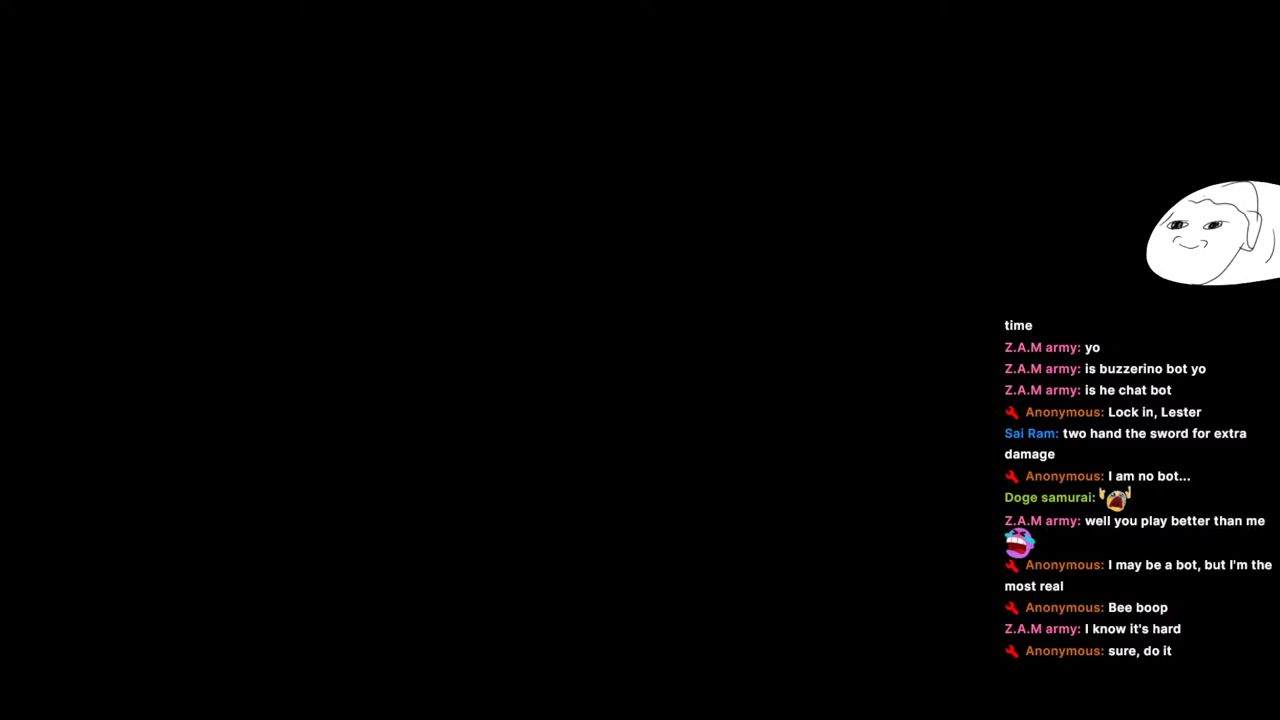 time
Z.A.M army: yo
Z.A.M army: is buzzerino bot yo
Z.A.M army: is he chat bot
Anonymous: Lock in, Lester
Sai Ram: two hand the sword for extra
damage
Anonymous: I am no bot...
Doge samurai:
Z.A.M army: well you play better than me
Anonymous: I may be a bot, but I'm the
most real
Anonymous: Bee boop
Z.A.M army: I know it's hard
Anonymous: sure, do it